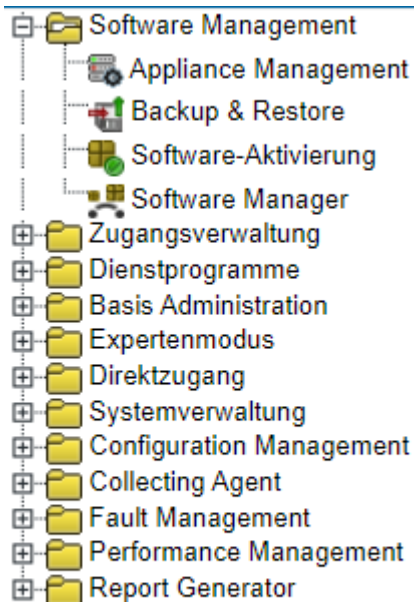 Software Management
Appliance Management
Backup & Restore
Software-Aktivierung
Software Manager
Zugangsverwaltung
Dienstprogramme
Basis Administration
Expertenmodus
Direktzugang
Systemverwaltung
Configuration Management
Collecting Agent
Fault Management
Performance Management
Report Generator